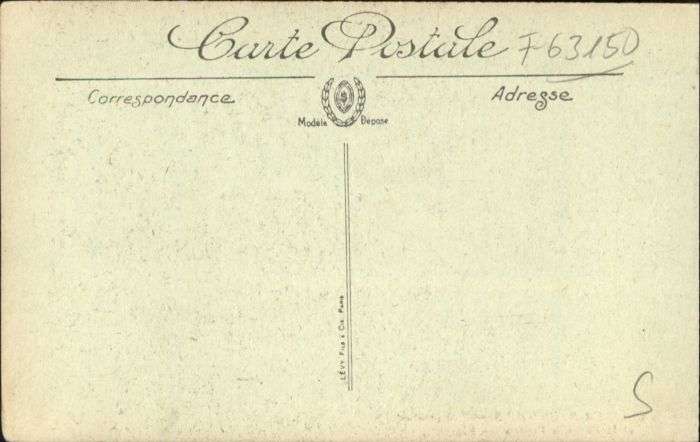 Carte Postale F63150
Correspondance
Adresse
Modèle Déposé
LÉVY Fils & Cie, Paris
S